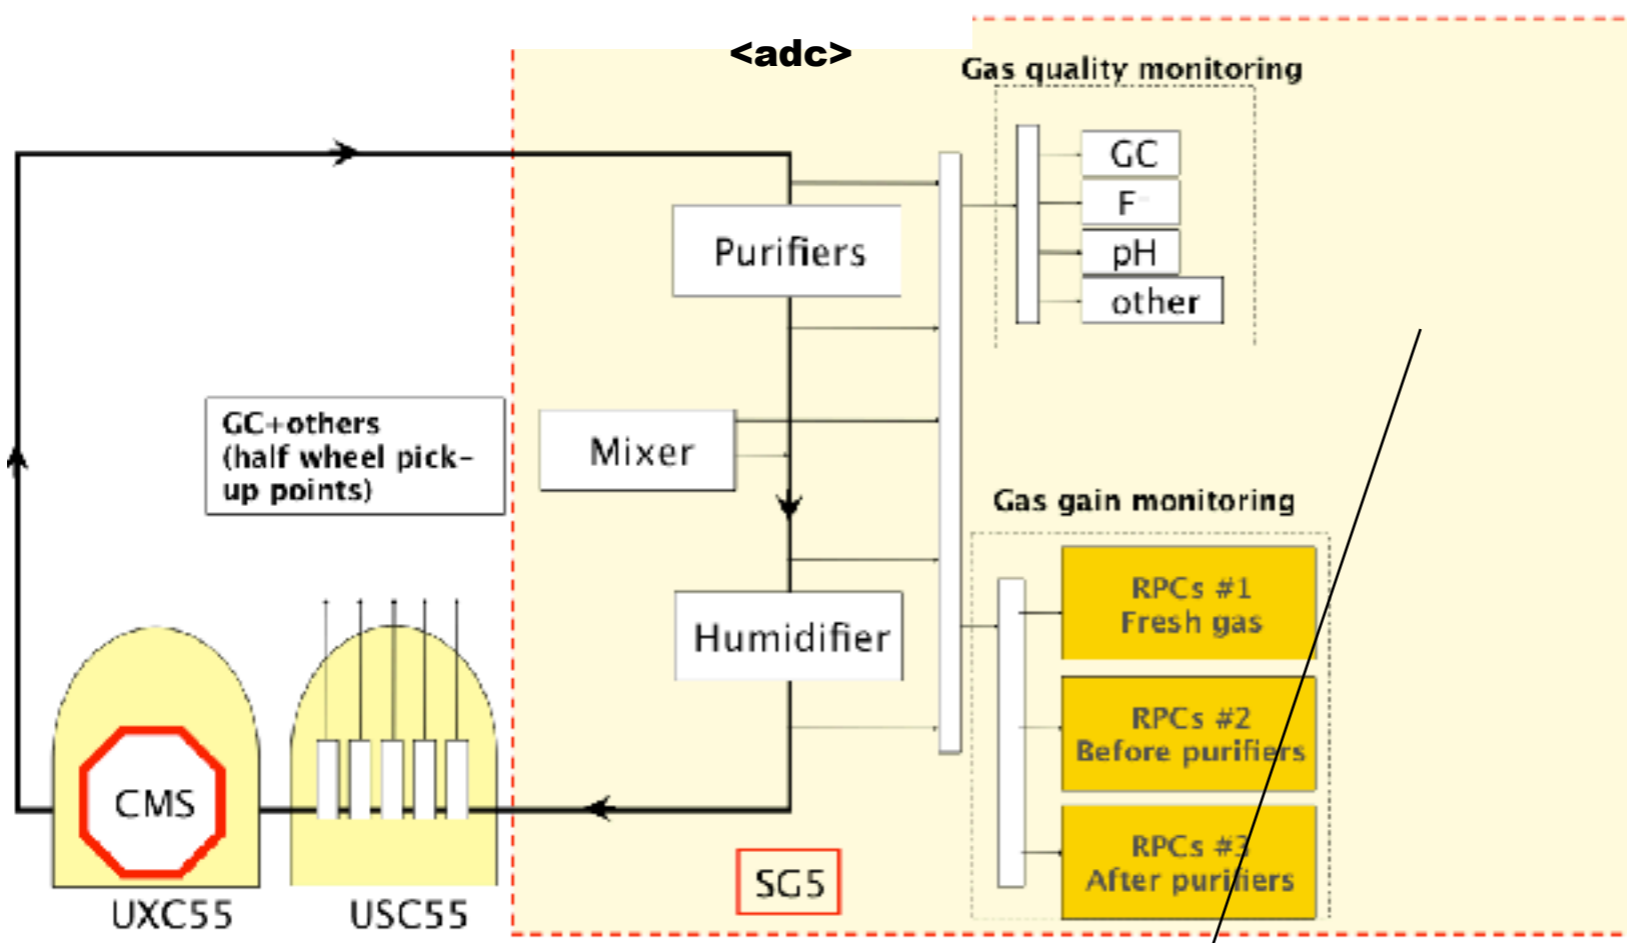 <adc>
Gas quality monitoring
GC
F⁻
pH
other
Purifiers
GC+others
(half wheel pick-
up points)
Mixer
Gas gain monitoring
RPCs #1
Fresh gas
Humidifier
RPCs #2
Before purifiers
CMS
RPCs #3
After purifiers
SG5
UXC55
USC55